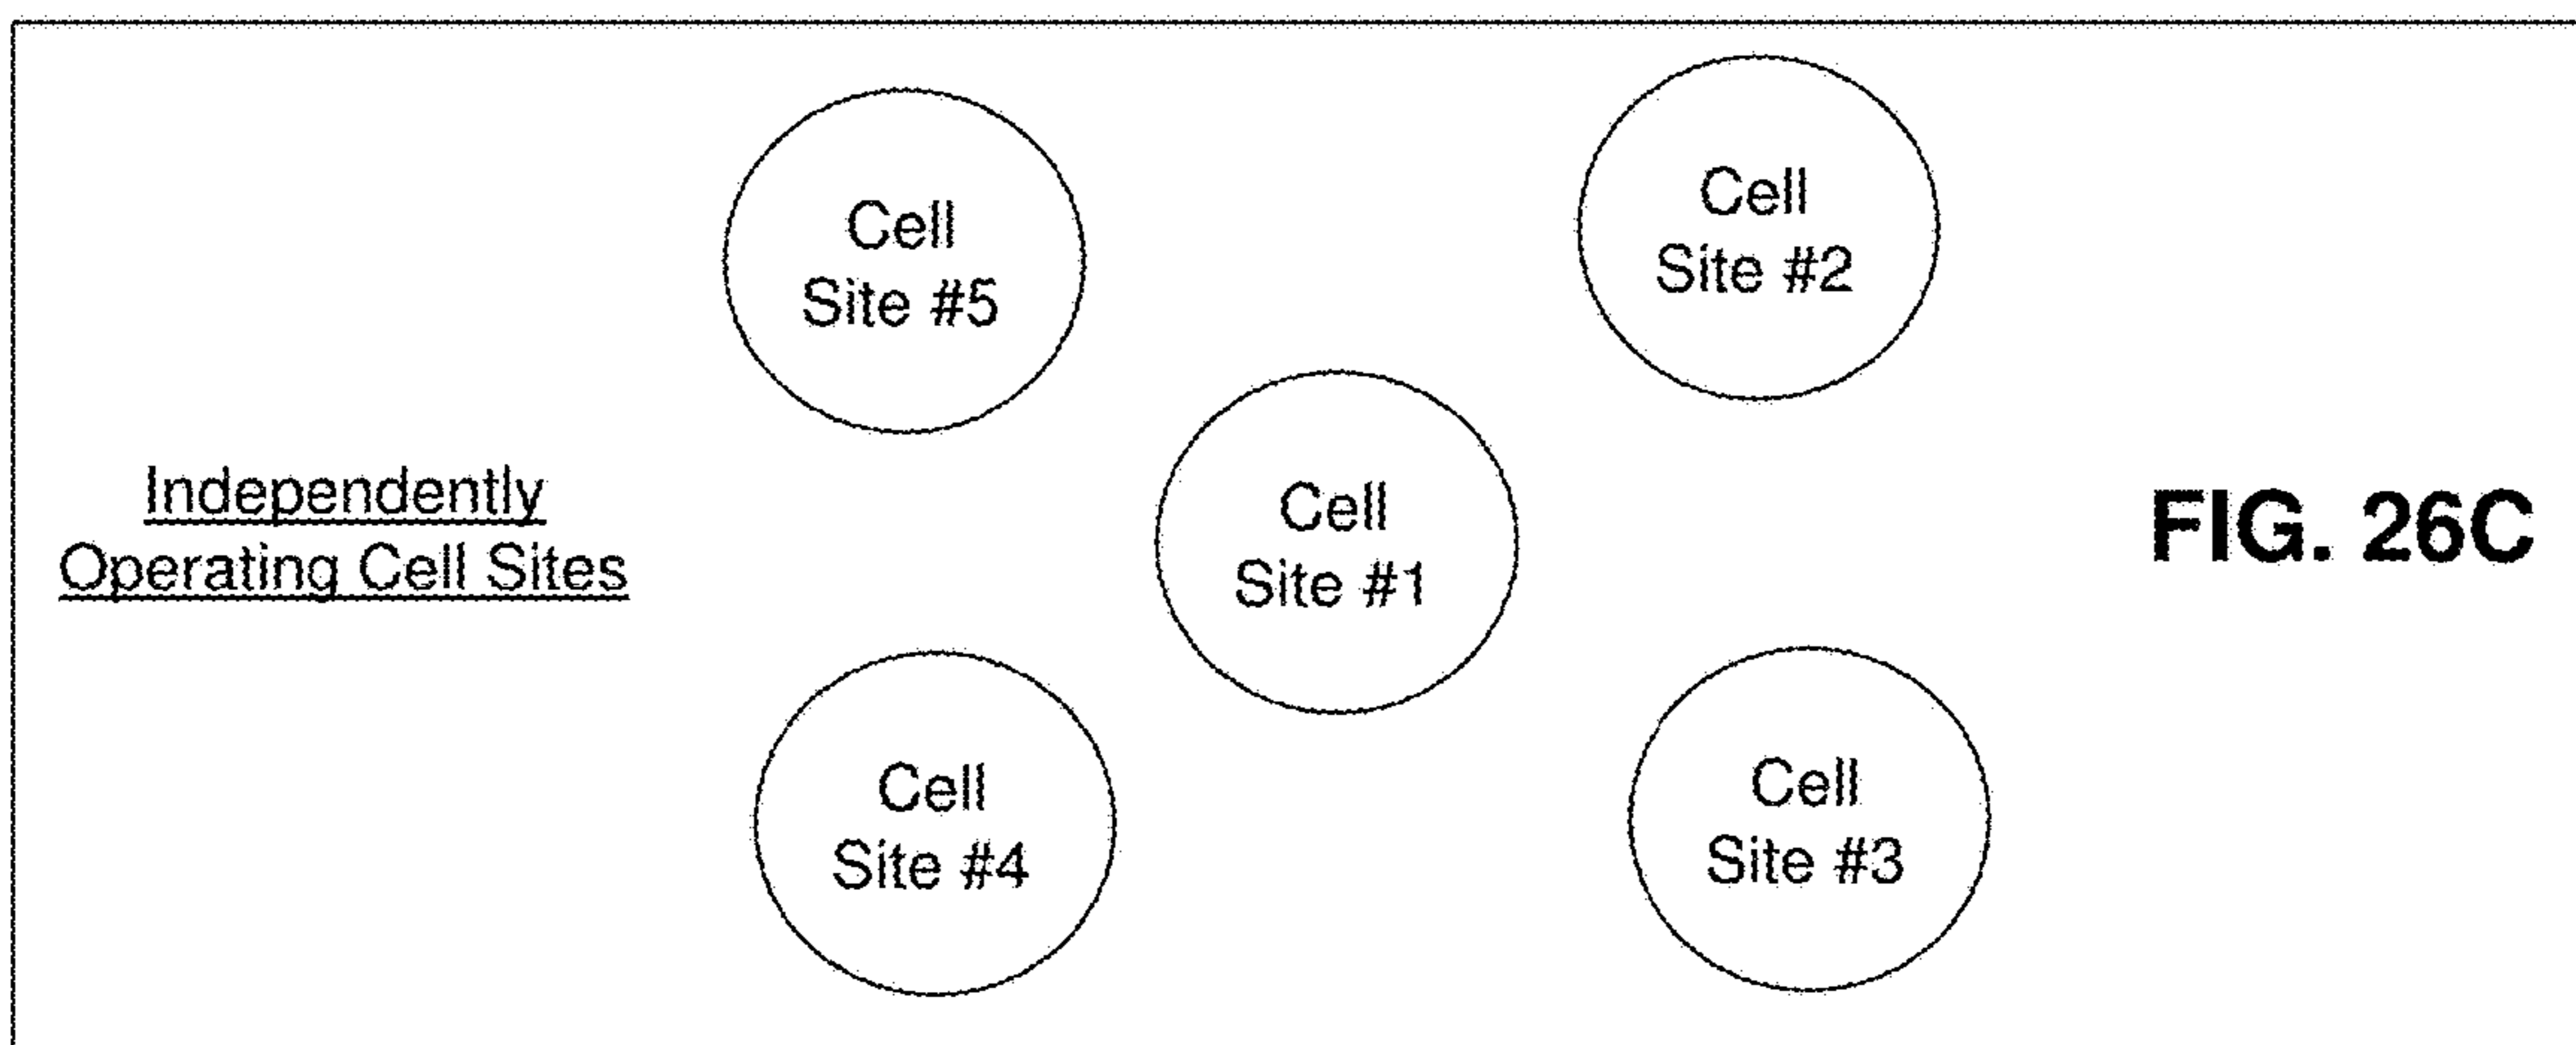 Cell
Site #5
Cell
Site #2
Independently
Operating Cell Sites
Cell
Site #1
FIG. 26C
Cell
Site #4
Cell
Site #3